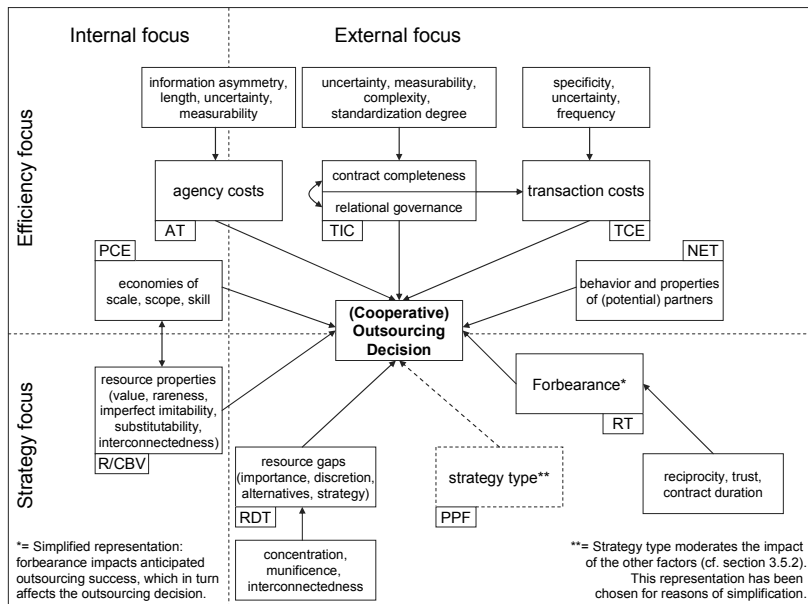 Internal focus
External focus
Efficiency focus
Strategy focus
information asymmetry,
length, uncertainty,
measurability
uncertainty, measurability,
complexity,
standardization degree
specificity,
uncertainty,
frequency
agency costs
AT
contract completeness
relational governance
TIC
transaction costs
TCE
PCE
economies of
scale, scope, skill
NET
behavior and properties
of (potential) partners
(Cooperative)
Outsourcing
Decision
resource properties
(value, rareness,
imperfect imitability,
substitutability,
interconnectedness)
R/CBV
Forbearance*
RT
resource gaps
(importance, discretion,
alternatives, strategy)
RDT
strategy type**
PPF
reciprocity, trust,
contract duration
concentration,
munificence,
interconnectedness
*= Simplified representation:
forbearance impacts anticipated
outsourcing success, which in turn
affects the outsourcing decision.
**= Strategy type moderates the impact
of the other factors (cf. section 3.5.2).
This representation has been
chosen for reasons of simplification.